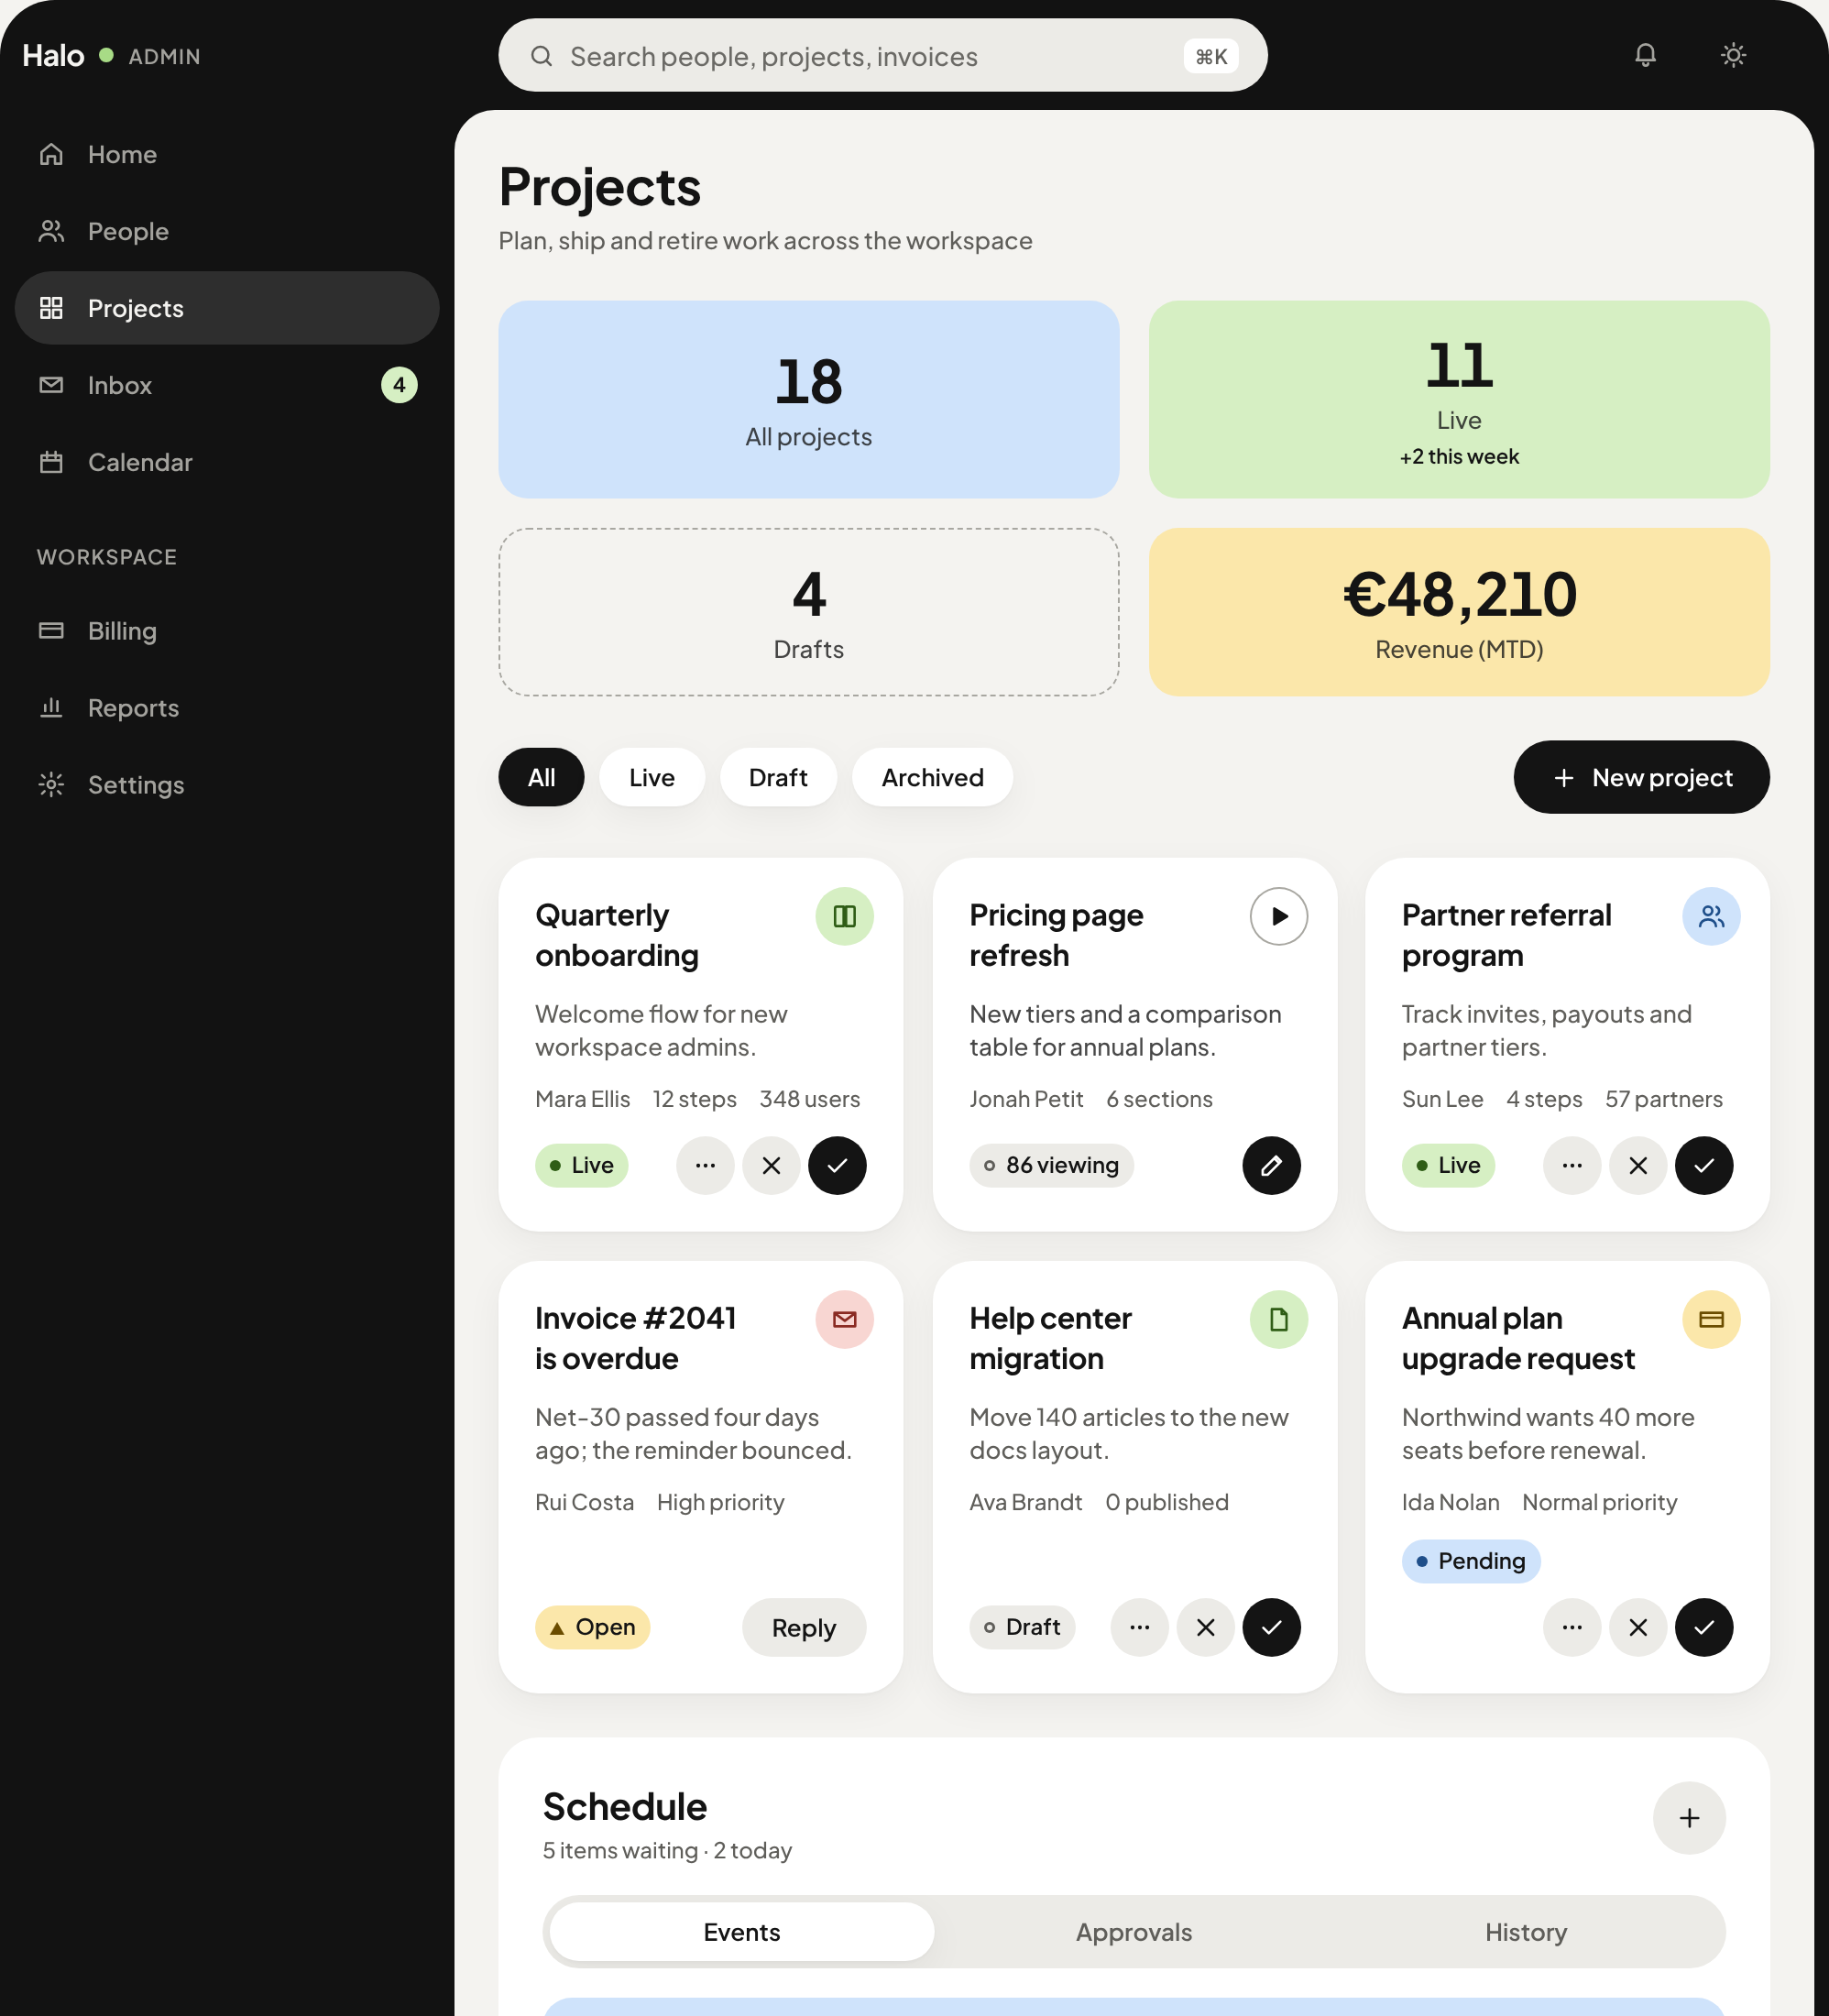 Halo ADMIN
Search people, projects, invoices ⌘K
Home
People
Projects
Inbox 4
Calendar
WORKSPACE
Billing
Reports
Settings
Projects
Plan, ship and retire work across the workspace
18
All projects
11
Live
+2 this week
4
Drafts
€48,210
Revenue (MTD)
All Live Draft Archived
New project
Quarterly
onboarding
Welcome flow for new
workspace admins.
Mara Ellis 12 steps 348 users
Live
Pricing page
refresh
New tiers and a comparison
table for annual plans.
Jonah Petit 6 sections
86 viewing
Partner referral
program
Track invites, payouts and
partner tiers.
Sun Lee 4 steps 57 partners
Live
Invoice #2041
is overdue
Net-30 passed four days
ago; the reminder bounced.
Rui Costa High priority
Open Reply
Help center
migration
Move 140 articles to the new
docs layout.
Ava Brandt 0 published
Draft
Annual plan
upgrade request
Northwind wants 40 more
seats before renewal.
Ida Nolan Normal priority
Pending
Schedule
5 items waiting · 2 today
Events Approvals History